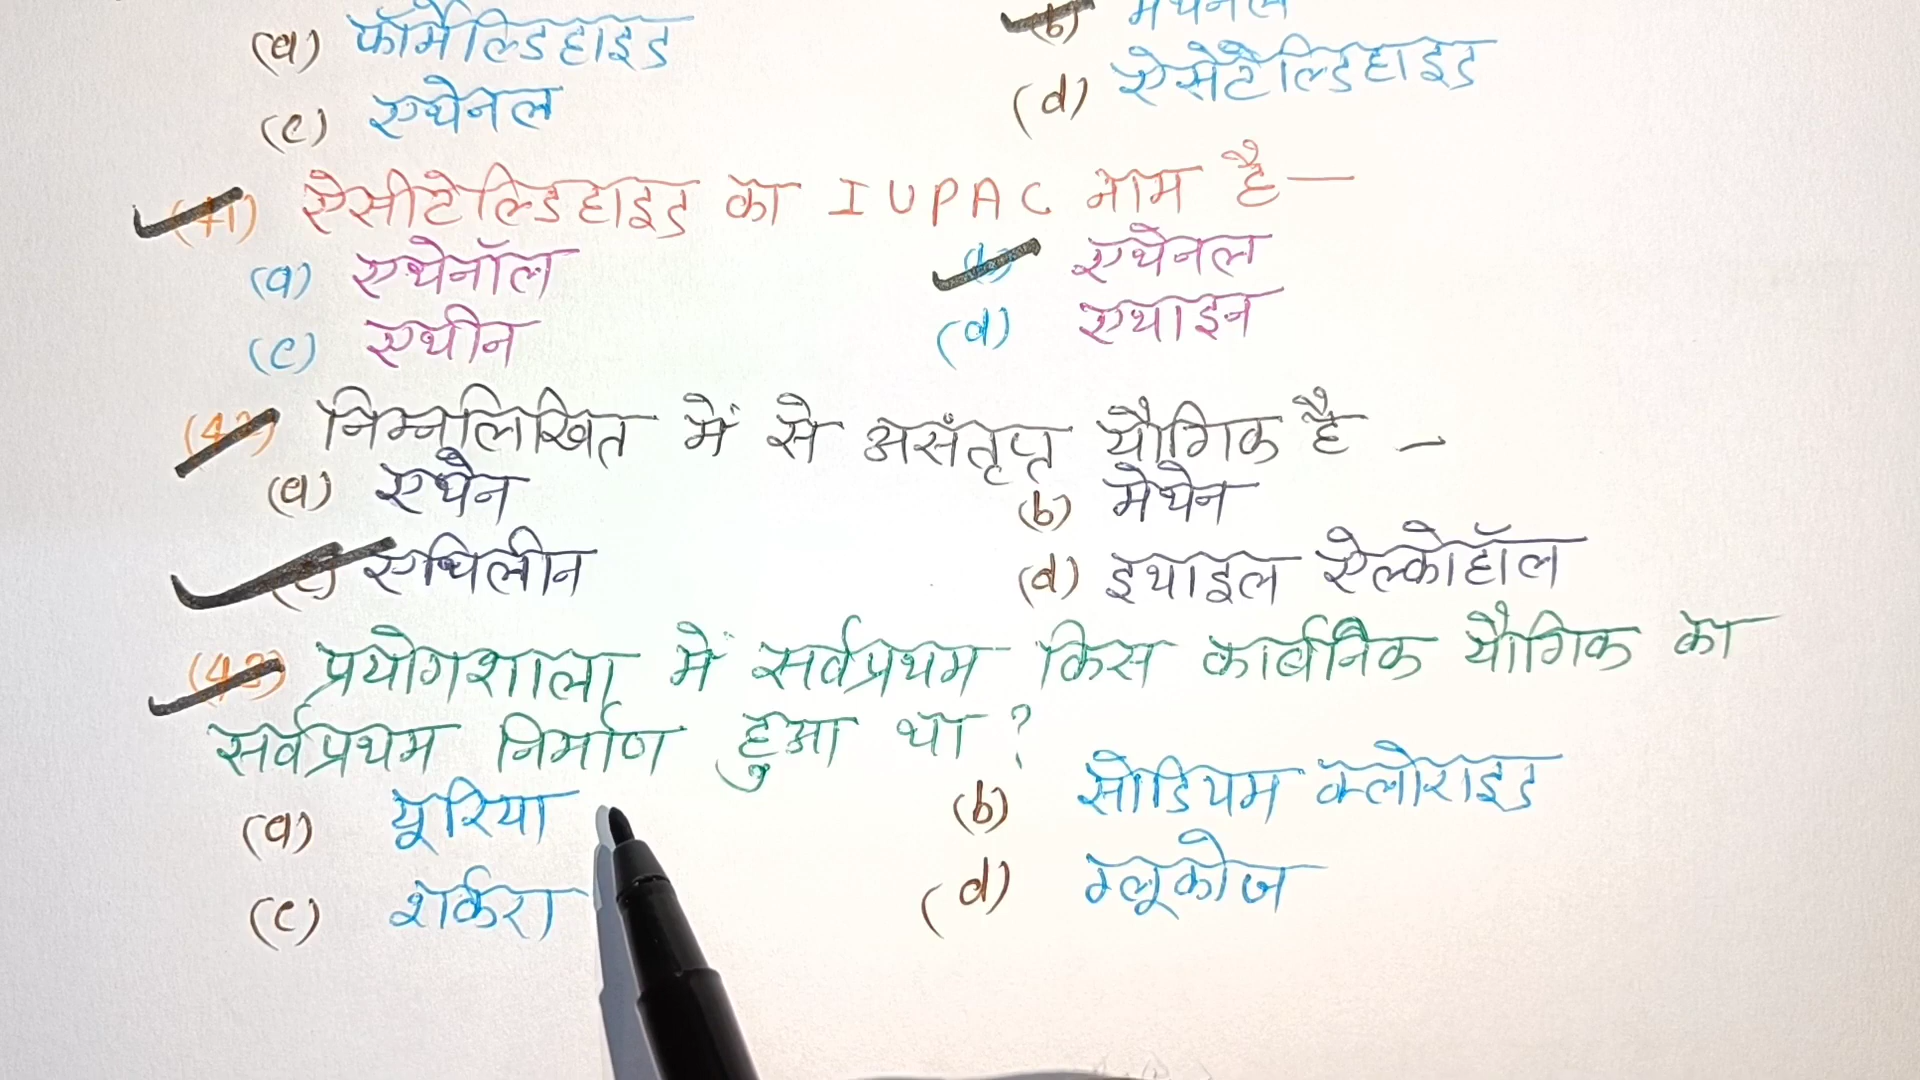 (a) फॉर्मेल्डिहाइड (b) मेथेनल
(c) एथेनल (d) ऐसेटैल्डिहाइड
(41) ऐसीटेल्डिहाइड का IUPAC नाम है—
(a) एथेनॉल (b) एथेनल
(c) एथीन (d) एथाइन
(42) निम्नलिखित में से असंतृप्त यौगिक है –
(a) एथेन (b) मेथेन
(c) एथिलीन (d) इथाइल ऐल्कोहॉल
(43) प्रयोगशाला में सर्वप्रथम किस कार्बनिक यौगिक का
सर्वप्रथम निर्माण हुआ था ?
(a) यूरिया (b) सोडियम क्लोराइड
(c) शर्करा (d) ग्लूकोज